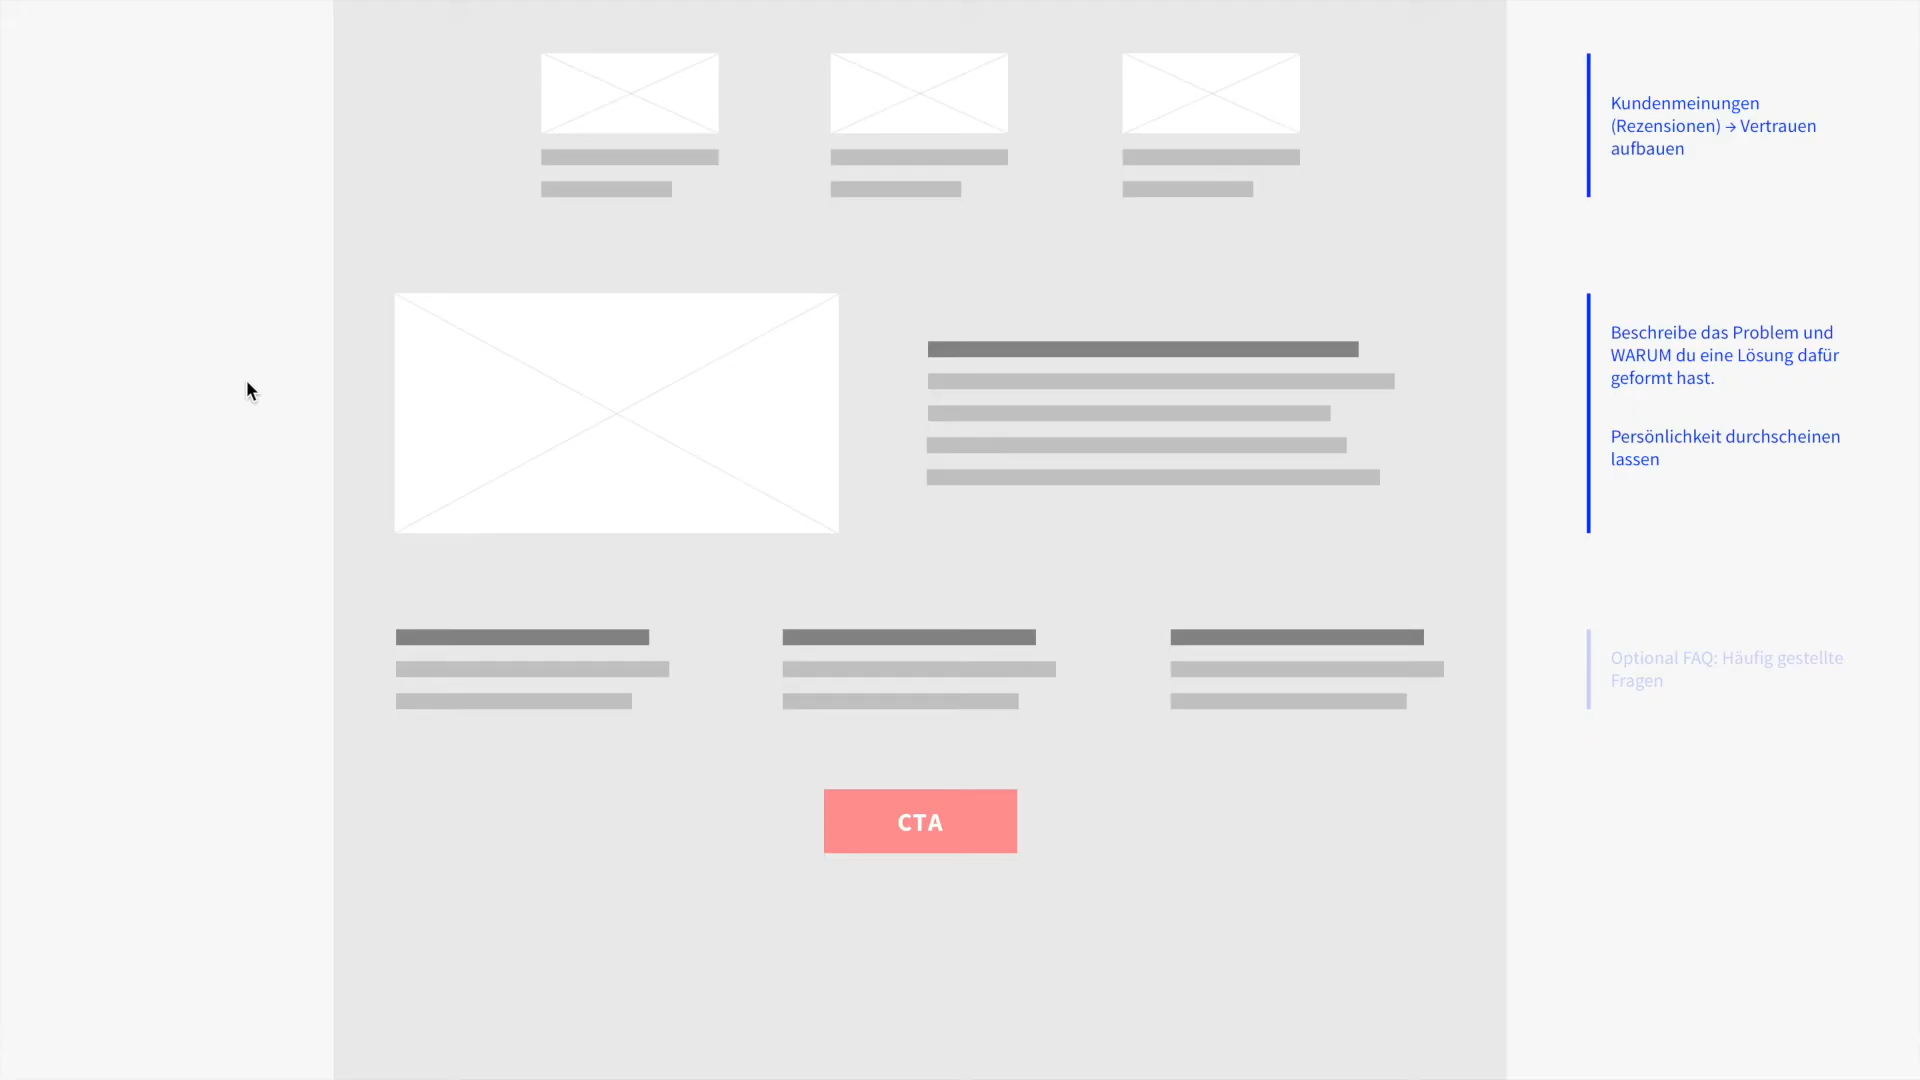 Kundenmeinungen
(Rezensionen) → Vertrauen
aufbauen
Beschreibe das Problem und
WARUM du eine Lösung dafür
geformt hast.
Persönlichkeit durchscheinen
lassen
Optional FAQ: Häufig gestellte
Fragen
CTA